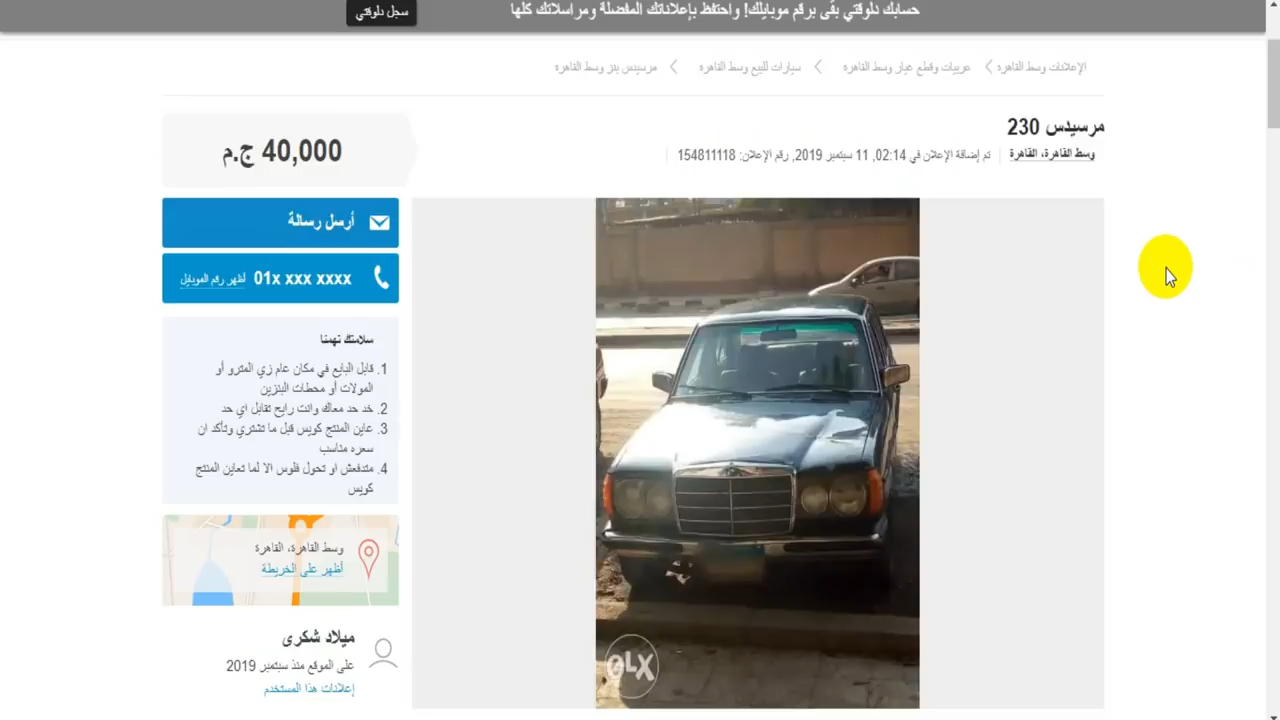 حسابك دلوقتي بقى برقم موبايلك! واحتفظ بإعلاناتك المفضلة ومراسلاتك كلها
سجل دلوقتي
الإعلانات وسط القاهرة
عربيات وقطع غيار وسط القاهرة
سيارات للبيع وسط القاهرة
مرسيدس بنز وسط القاهرة
مرسيدس 230
وسط القاهرة، القاهرة
تم إضافة الإعلان في 02:14, 11 سبتمبر 2019, رقم الإعلان: 154811118
40,000 ج.م
أرسل رسالة
01x xxx xxxx أظهر رقم الموبايل
سلامتك تهمنا
1. قابل البايع في مكان عام زي المترو أو
المولات أو محطات البنزين
2. خد حد معاك وانت رايح تقابل اي حد
3. عاين المنتج كويس قبل ما تشتري وتأكد ان
سعره مناسب
4. متدفعش او تحول فلوس الا لما تعاين المنتج
كويس
وسط القاهرة، القاهرة
أظهر على الخريطة
ميلاد شكرى
على الموقع منذ سبتمبر 2019
إعلانات هذا المستخدم
OLX